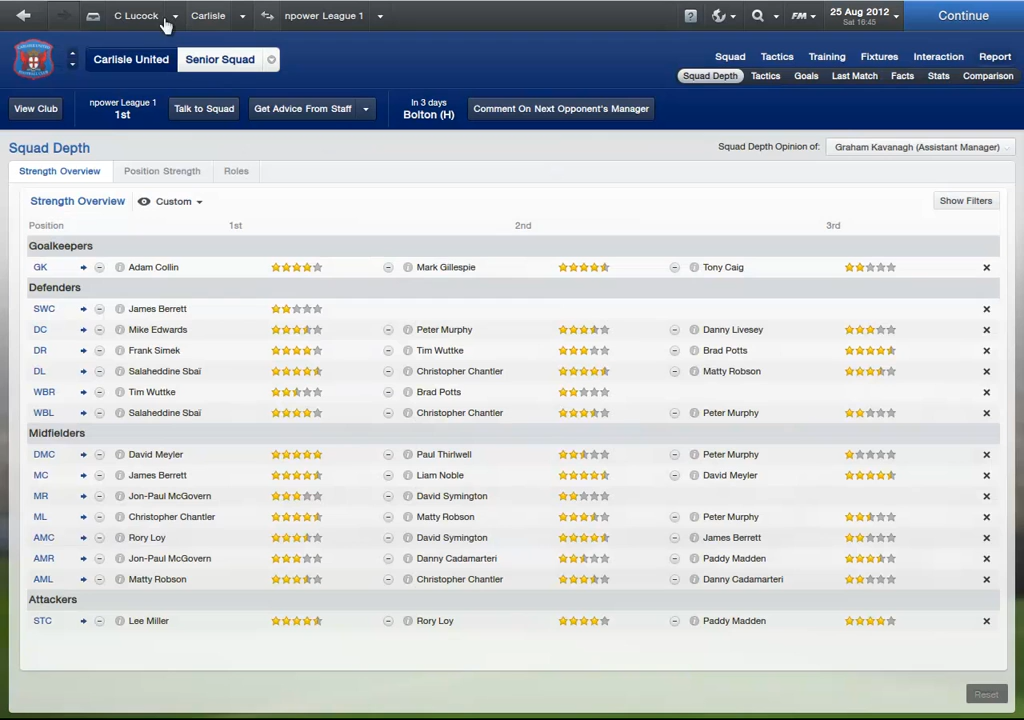 C Lucock Carlisle npower League 1 FM 25 Aug 2012 Sat 16:45 Continue
Carlisle United Senior Squad
Squad Tactics Training Fixtures Interaction Report
Squad Depth Tactics Goals Last Match Facts Stats Comparison
View Club npower League 1 1st Talk to Squad Get Advice From Staff In 3 days Bolton (H) Comment On Next Opponent's Manager
Squad Depth Squad Depth Opinion of: Graham Kavanagh (Assistant Manager)
Strength Overview Position Strength Roles
Strength Overview Custom Show Filters
Position 1st 2nd 3rd
Goalkeepers
GK Adam Collin Mark Gillespie Tony Caig
Defenders
SWC James Berrett
DC Mike Edwards Peter Murphy Danny Livesey
DR Frank Simek Tim Wuttke Brad Potts
DL Salaheddine Sbaï Christopher Chantler Matty Robson
WBR Tim Wuttke Brad Potts
WBL Salaheddine Sbaï Christopher Chantler Peter Murphy
Midfielders
DMC David Meyler Paul Thirlwell Peter Murphy
MC James Berrett Liam Noble David Meyler
MR Jon-Paul McGovern David Symington
ML Christopher Chantler Matty Robson Peter Murphy
AMC Rory Loy David Symington James Berrett
AMR Jon-Paul McGovern Danny Cadamarteri Paddy Madden
AML Matty Robson Christopher Chantler Danny Cadamarteri
Attackers
STC Lee Miller Rory Loy Paddy Madden
Reset